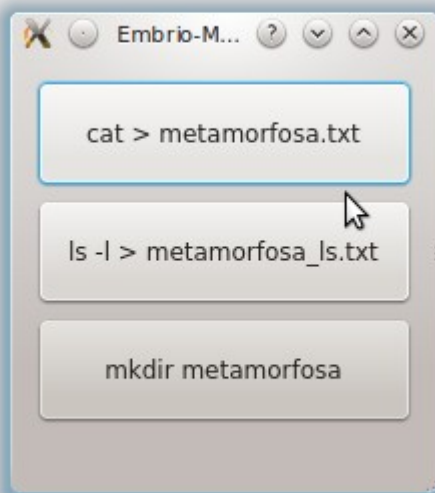 Embrio-M...
cat > metamorfosa.txt
ls -l > metamorfosa_ls.txt
mkdir metamorfosa